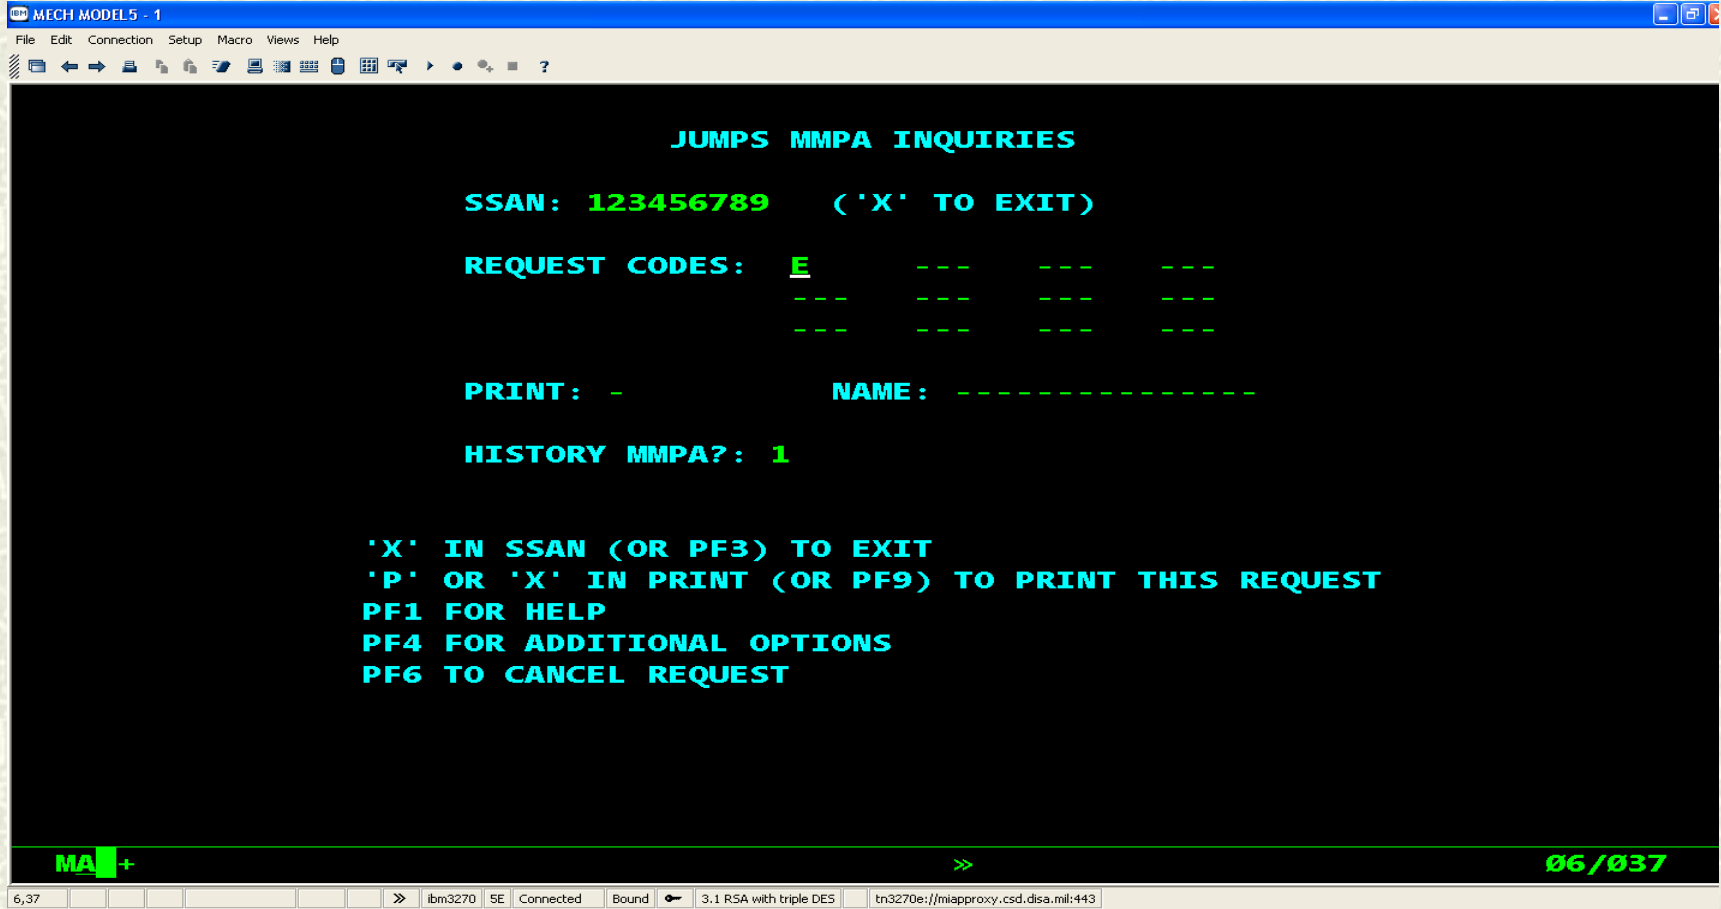 IBM MECH MODEL5 - 1
File Edit Connection Setup Macro Views Help
?
JUMPS MMPA INQUIRIES
SSAN: 123456789 ('X' TO EXIT)
REQUEST CODES: E --- --- ---
--- --- --- ---
--- --- --- ---
PRINT: - NAME: ---------------
HISTORY MMPA?: 1
'X' IN SSAN (OR PF3) TO EXIT
'P' OR 'X' IN PRINT (OR PF9) TO PRINT THIS REQUEST
PF1 FOR HELP
PF4 FOR ADDITIONAL OPTIONS
PF6 TO CANCEL REQUEST
MA + » 06/037
6,37 » ibm3270 5E Connected Bound 3.1 RSA with triple DES tn3270e://miapproxy.csd.disa.mil:443